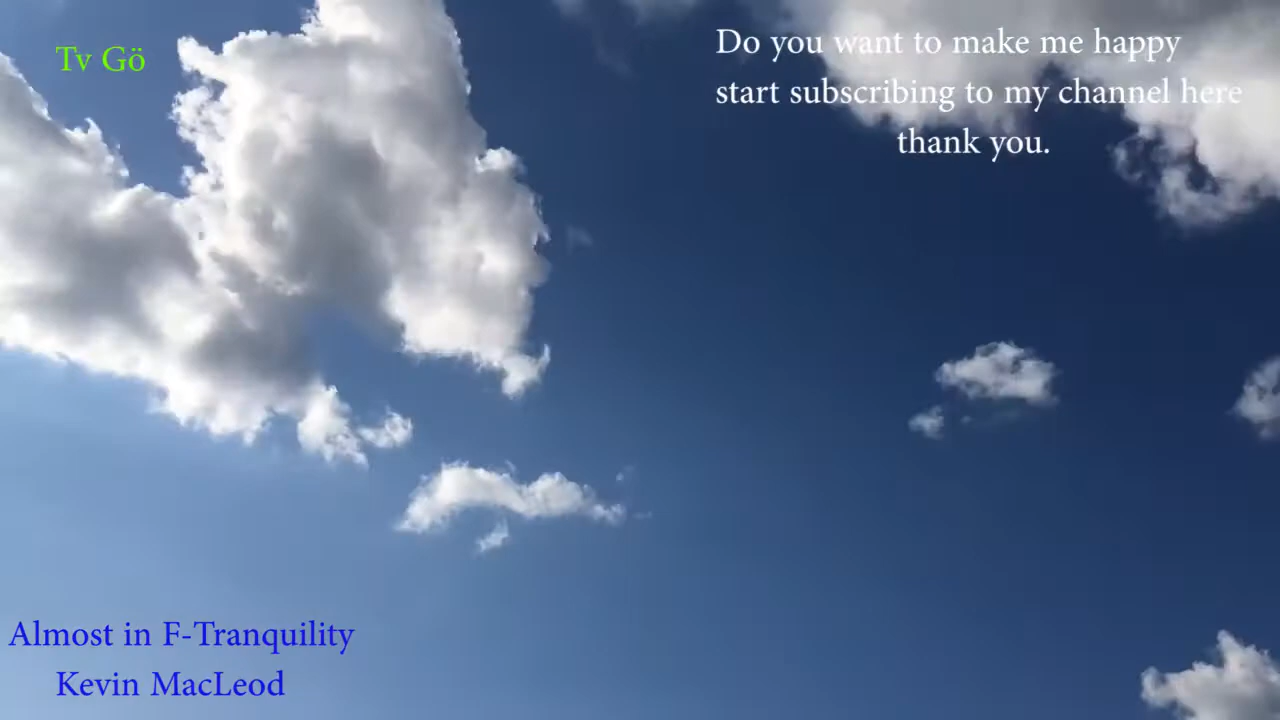 Tv Gö
Do you want to make me happy
start subscribing to my channel here
thank you.
Almost in F-Tranquility
Kevin MacLeod